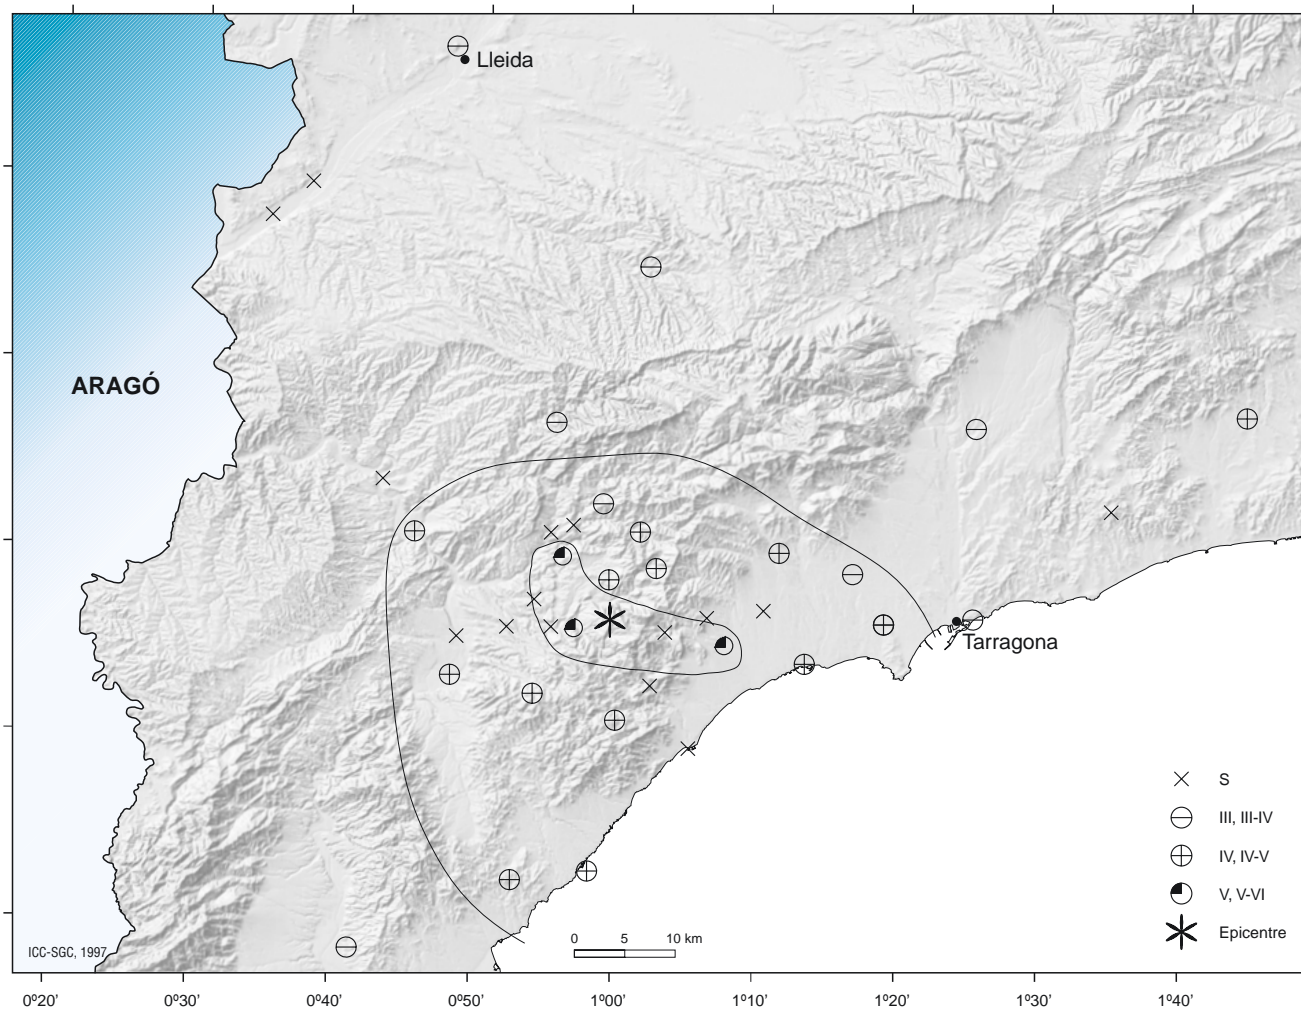 Lleida
ARAGÓ
Tarragona
S
III, III-IV
IV, IV-V
V, V-VI
Epicentre
0 5 10 km
ICC-SGC, 1997
0º20’ 0º30’ 0º40’ 0º50’ 1º00’ 1º10’ 1º20’ 1º30’ 1º40’